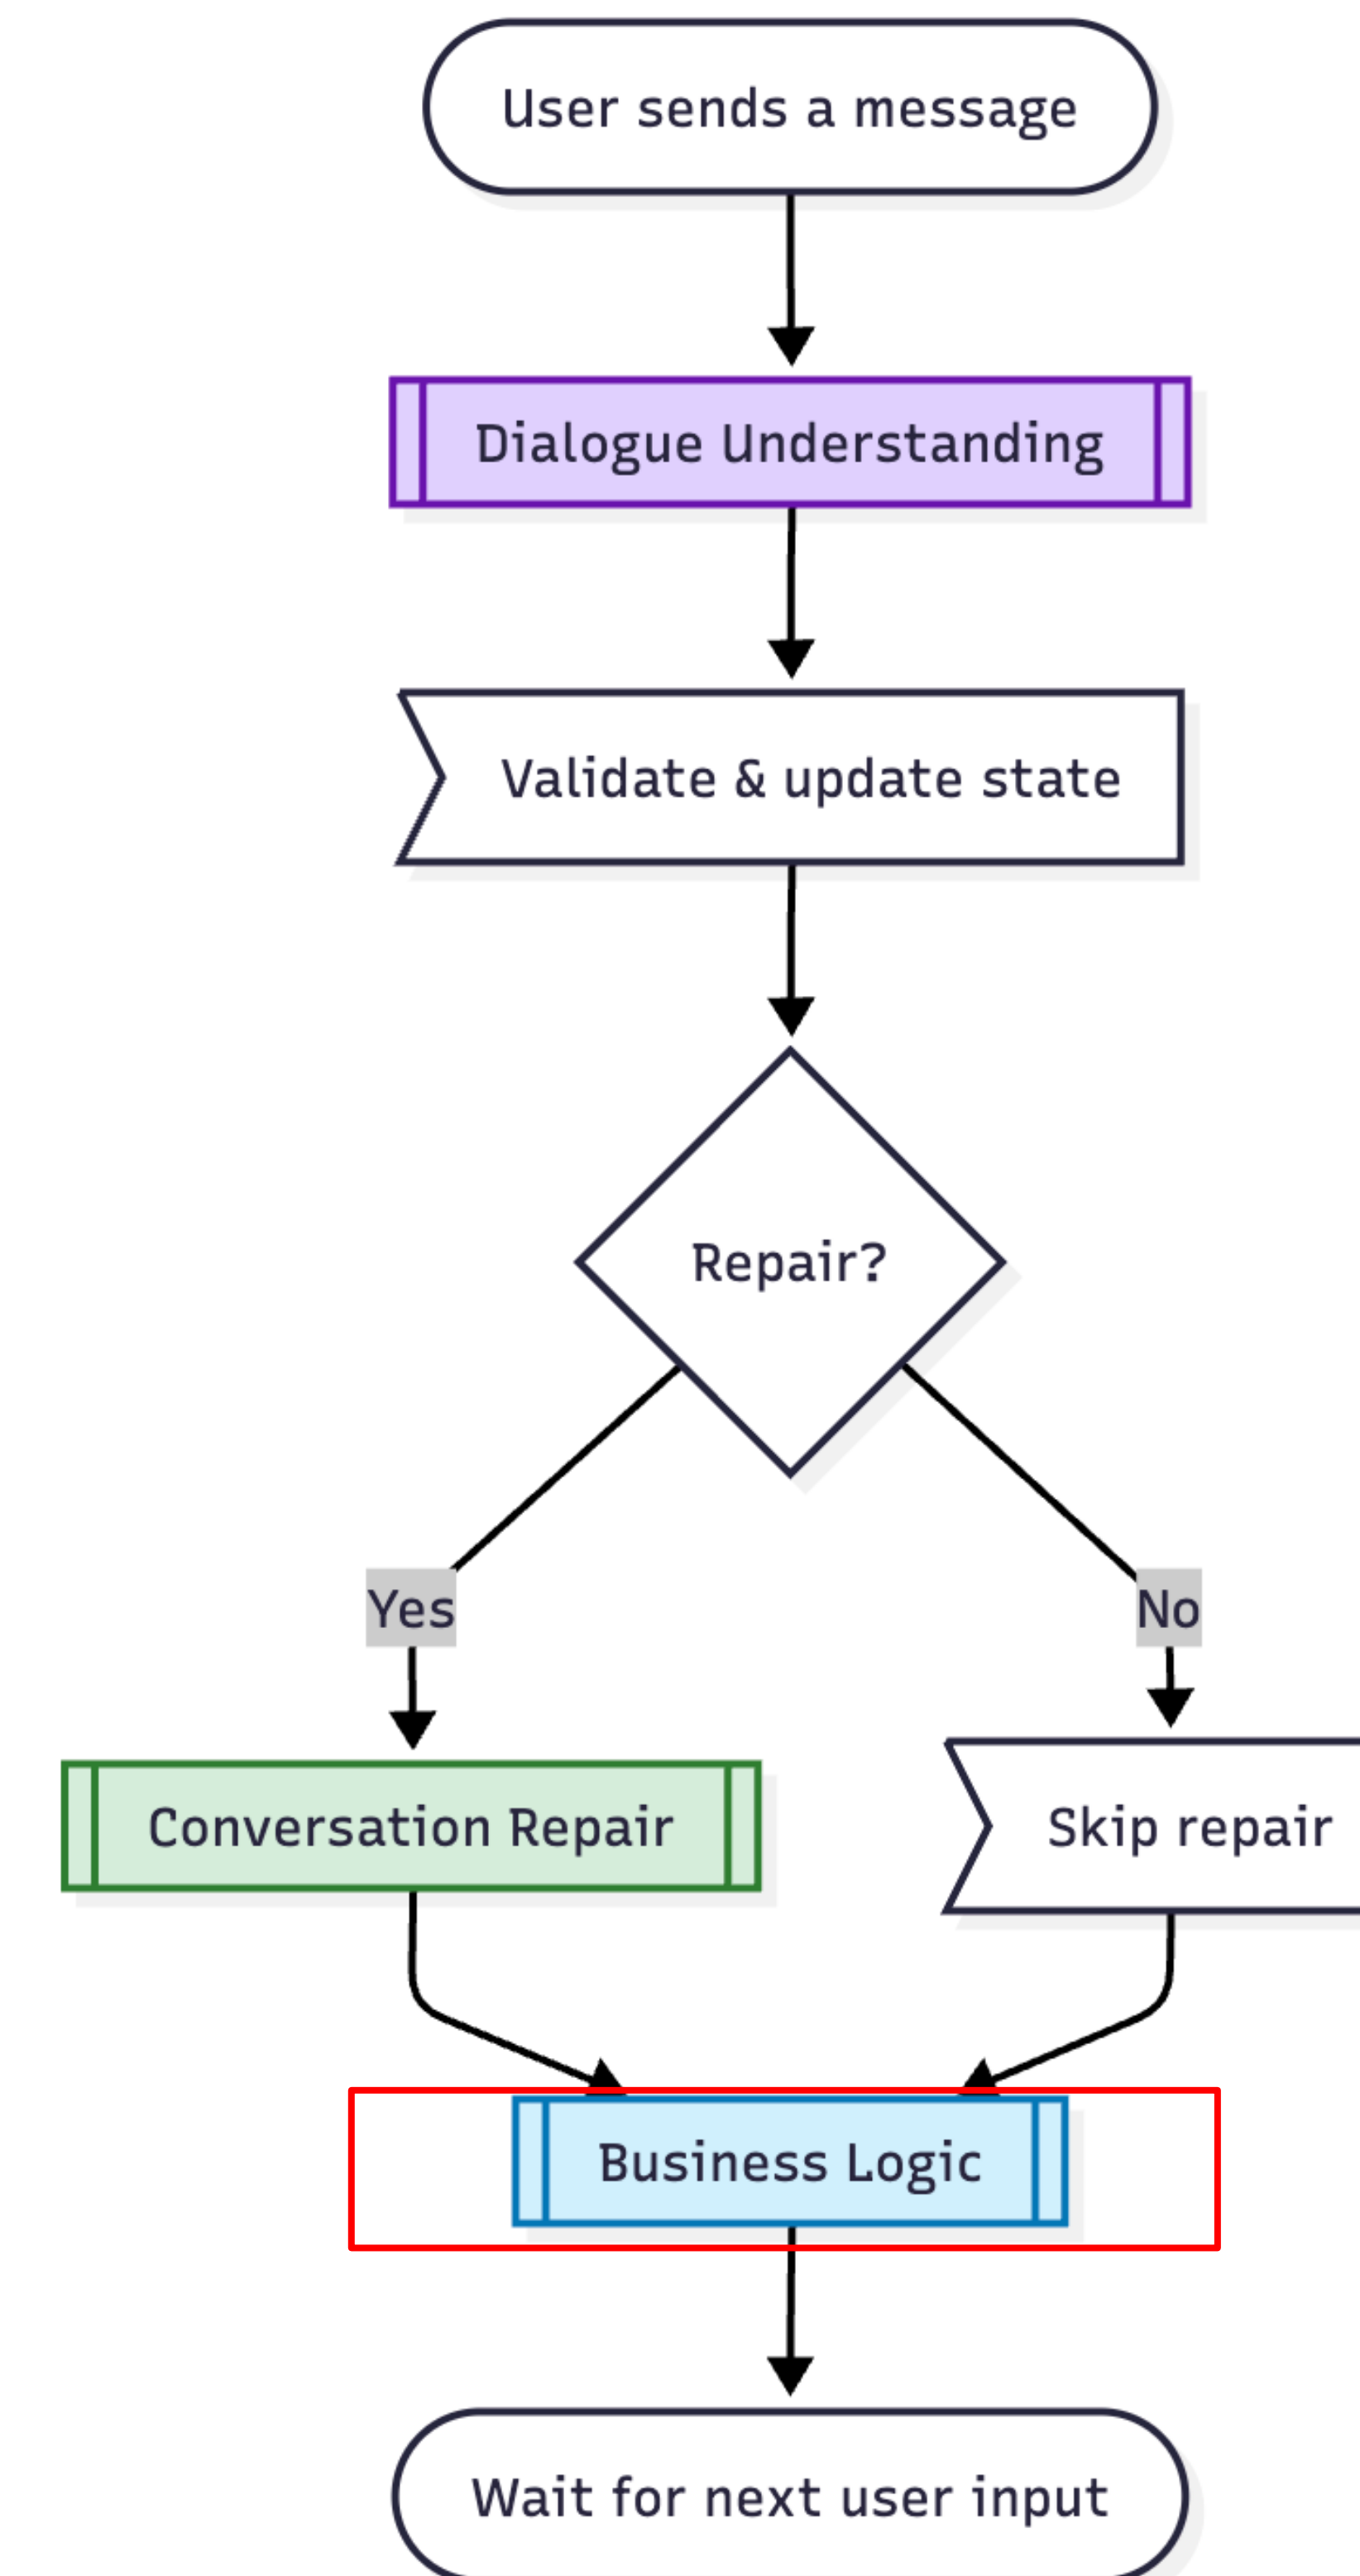 User sends a message
Dialogue Understanding
Validate & update state
Repair?
Yes
No
Conversation Repair
Skip repair
Business Logic
Wait for next user input